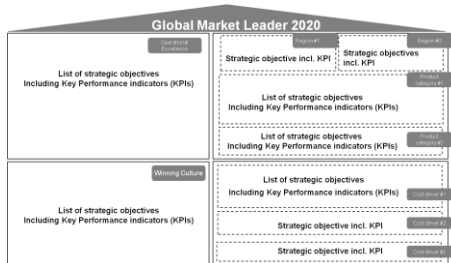 Global Market Leader 2020
Operational
Excellence
List of strategic objectives
Including Key Performance indicators (KPIs)
Region #1
Strategic objective incl. KPI
Region #2
Strategic objectives
incl. KPI
Product
category #1
List of strategic objectives
Including Key Performance indicators (KPIs)
Product
category #2
List of strategic objectives
Including Key Performance indicators (KPIs)
Winning Culture
List of strategic objectives
Including Key Performance indicators (KPIs)
List of strategic objectives
Including Key Performance indicators (KPIs)
Cost driver #1
Strategic objective incl. KPI
Cost driver #2
Strategic objective incl. KPI
Cost driver #3